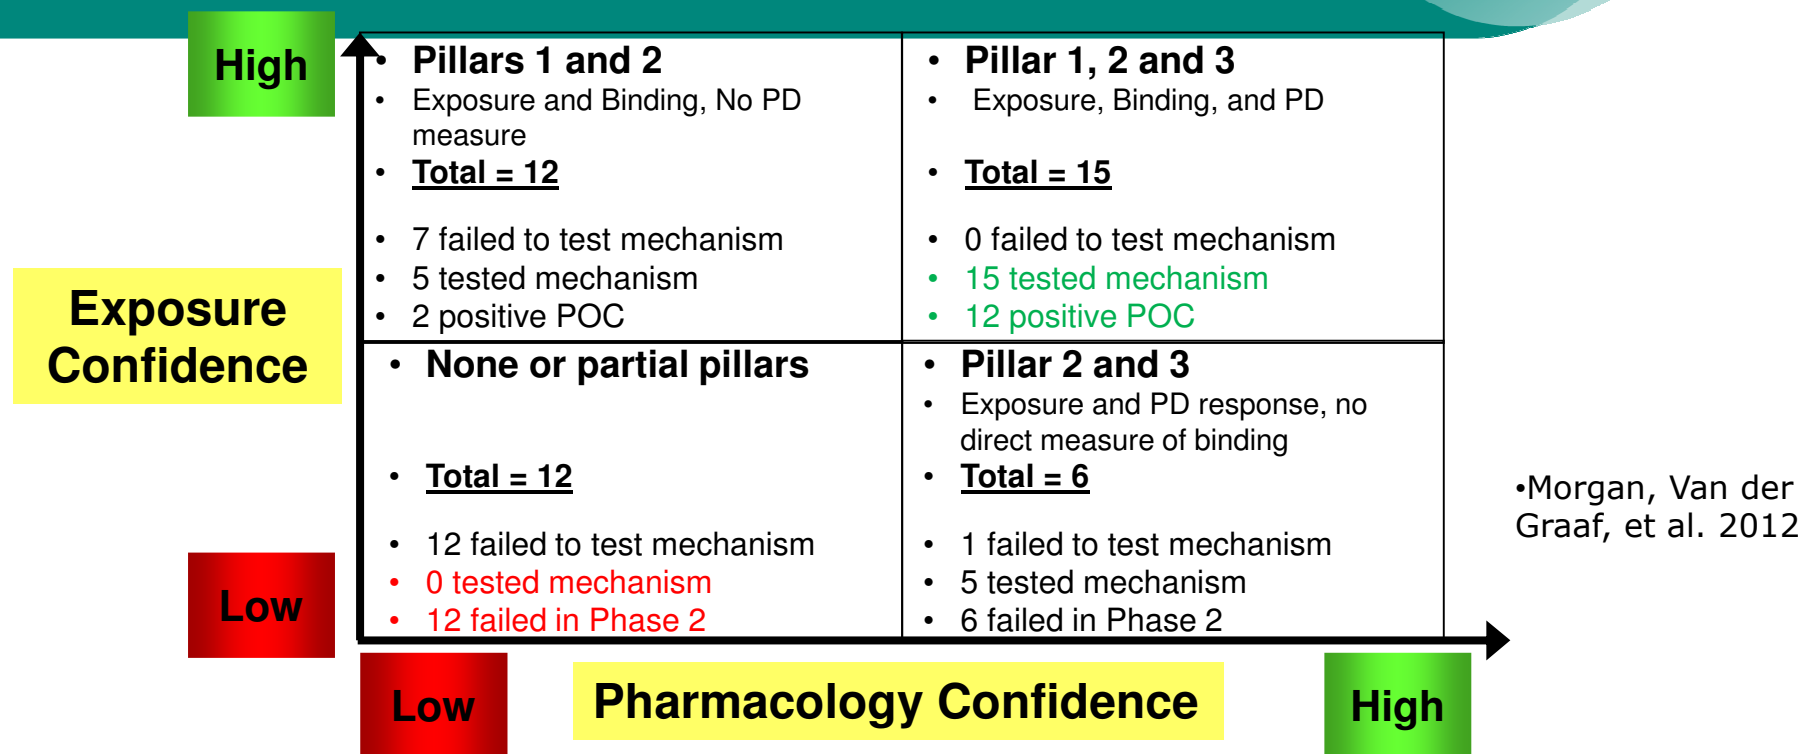 High
• Pillars 1 and 2
• Exposure and Binding, No PD
measure
• Total = 12
• 7 failed to test mechanism
• 5 tested mechanism
• 2 positive POC
• Pillar 1, 2 and 3
• Exposure, Binding, and PD
• Total = 15
• 0 failed to test mechanism
• 15 tested mechanism
• 12 positive POC
Exposure
Confidence
• None or partial pillars
• Total = 12
• 12 failed to test mechanism
• 0 tested mechanism
• 12 failed in Phase 2
• Pillar 2 and 3
• Exposure and PD response, no
direct measure of binding
• Total = 6
• 1 failed to test mechanism
• 5 tested mechanism
• 6 failed in Phase 2
•Morgan, Van der
Graaf, et al. 2012
Low
Low
Pharmacology Confidence
High